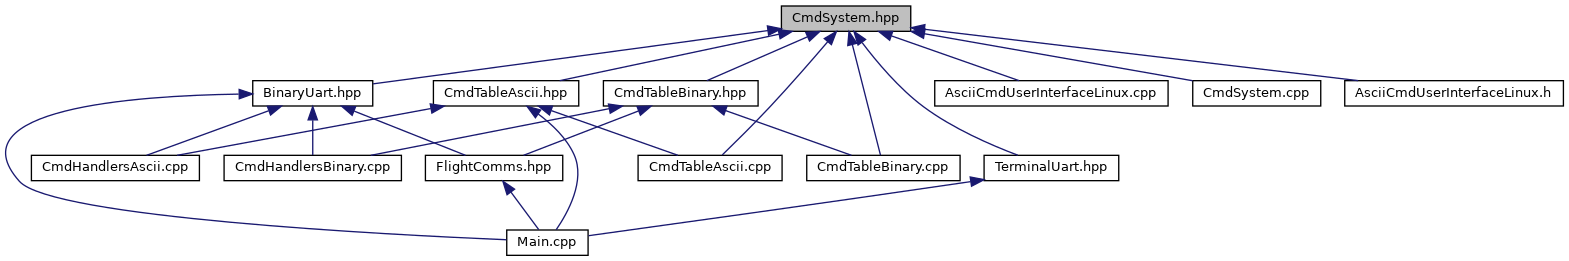 CmdSystem.hpp
BinaryUart.hpp
CmdTableAscii.hpp
CmdTableBinary.hpp
AsciiCmdUserInterfaceLinux.cpp
CmdSystem.cpp
AsciiCmdUserInterfaceLinux.h
CmdHandlersAscii.cpp
CmdHandlersBinary.cpp
FlightComms.hpp
CmdTableAscii.cpp
CmdTableBinary.cpp
TerminalUart.hpp
Main.cpp